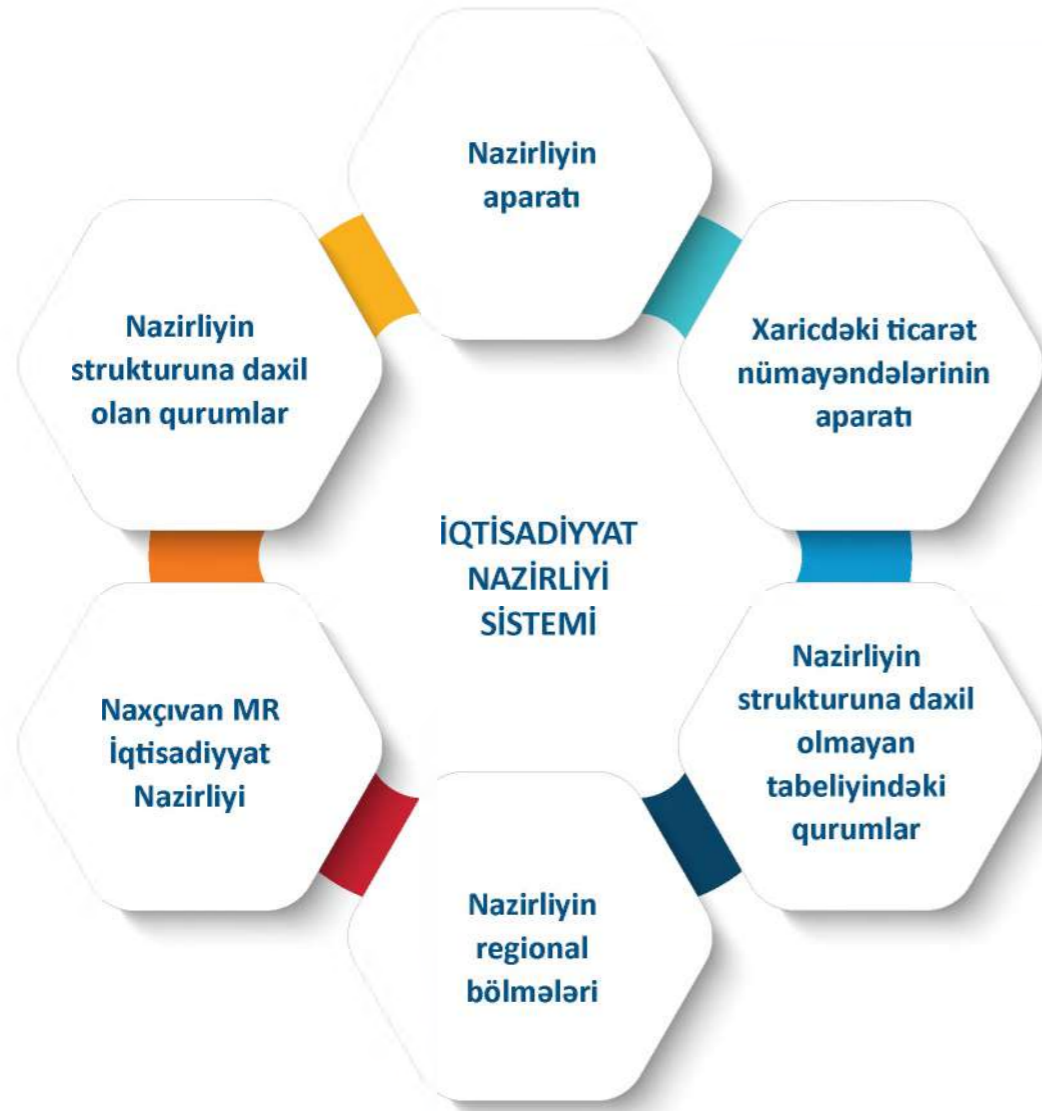 Nazirliyin
aparatı
Nazirliyin
strukturuna daxil
olan qurumlar
Xaricdəki ticarət
nümayəndələrinin
aparatı
İQTİSADİYYAT
NAZİRLİYİ
SİSTEMİ
Naxçıvan MR
İqtisadiyyat
Nazirliyi
Nazirliyin
strukturuna daxil
olmayan
tabeliyindəki
qurumlar
Nazirliyin
regional
bölmələri